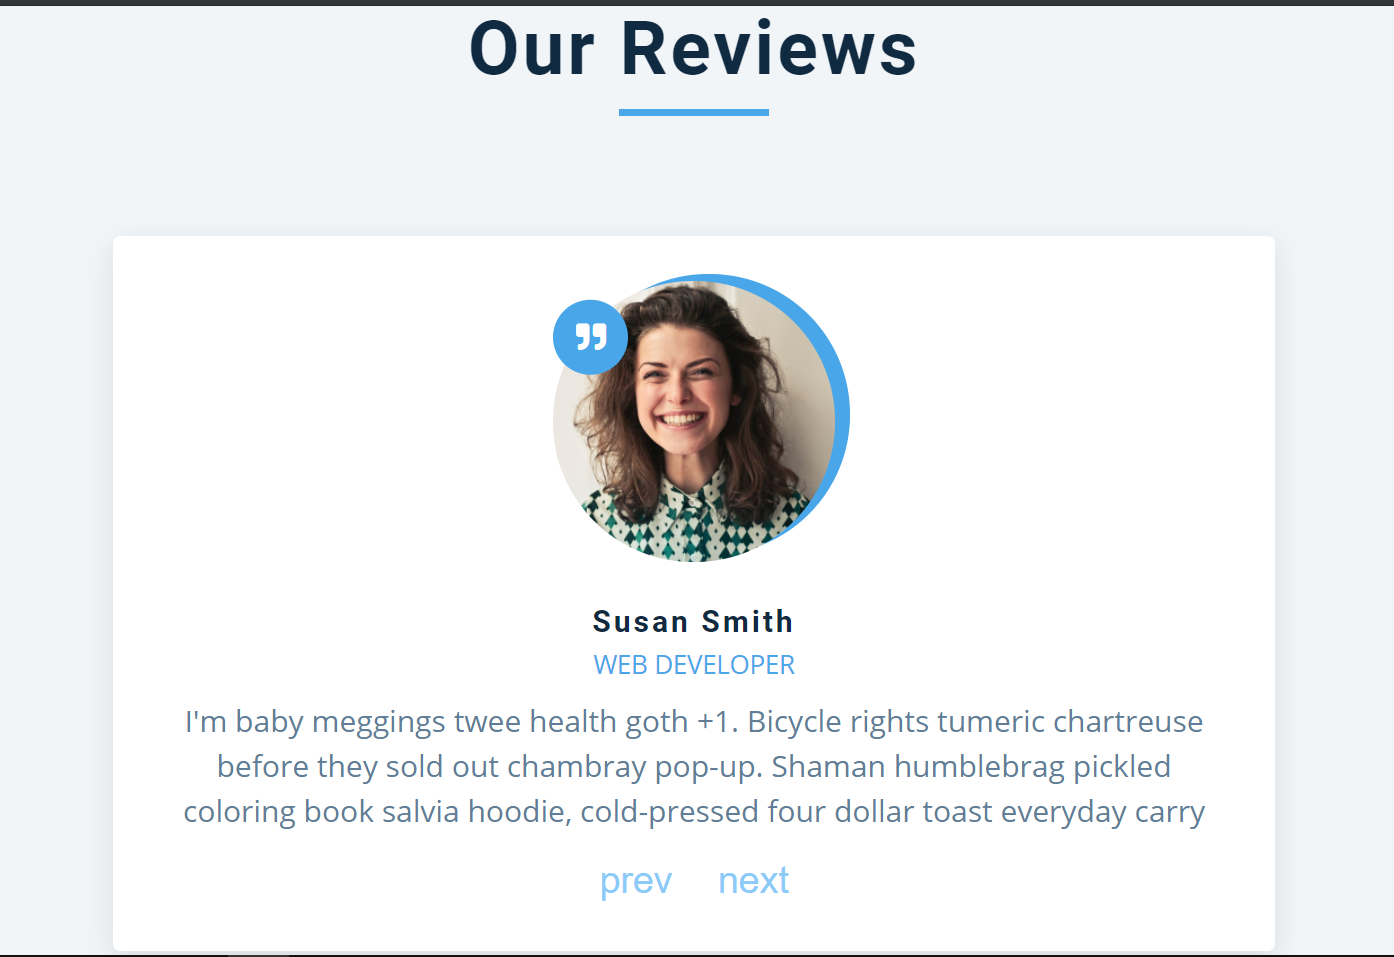 Our Reviews
Susan Smith
WEB DEVELOPER
I'm baby meggings twee health goth +1. Bicycle rights tumeric chartreuse
before they sold out chambray pop-up. Shaman humblebrag pickled
coloring book salvia hoodie, cold-pressed four dollar toast everyday carry
prev next